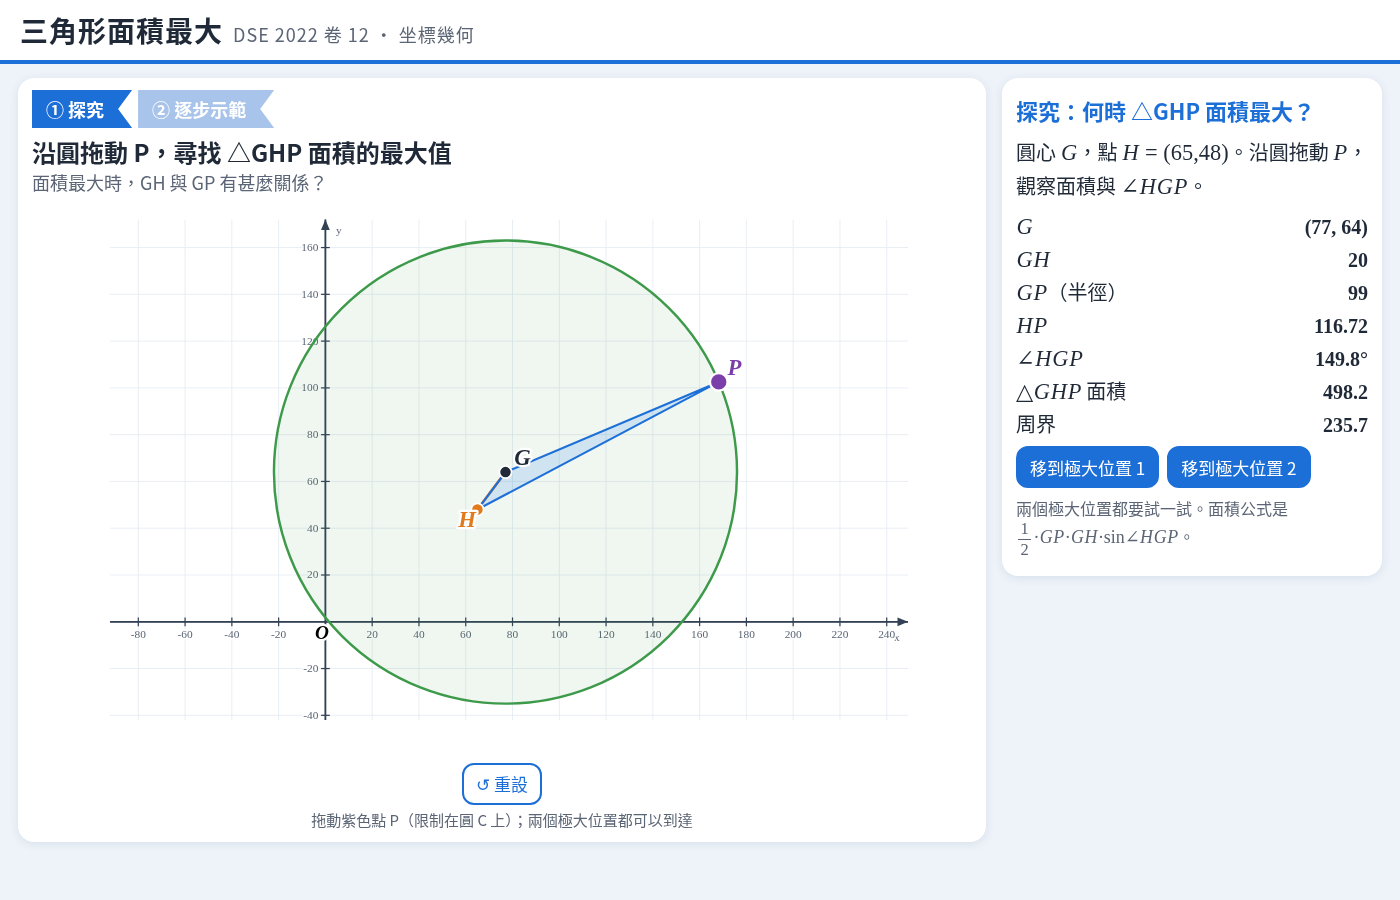 三角形面積最大 DSE 2022 卷 12 · 坐標幾何
① 探究 ② 逐步示範
沿圓拖動 P，尋找 △GHP 面積的最大值
面積最大時，GH 與 GP 有甚麼關係？
y
160
140
120
100
80
60
40
20
-20
-40
-80 -60 -40 -20 O 20 40 60 80 100 120 140 160 180 200 220 240 x
P
G
H
↺ 重設
拖動紫色點 P（限制在圓 C 上）；兩個極大位置都可以到達
探究：何時 △GHP 面積最大？
圓心 G，點 H = (65,48)。沿圓拖動 P，
觀察面積與 ∠HGP。
G (77, 64)
GH 20
GP（半徑） 99
HP 116.72
∠HGP 149.8°
△GHP 面積 498.2
周界 235.7
移到極大位置 1 移到極大位置 2
兩個極大位置都要試一試。面積公式是
1/2·GP·GH·sin∠HGP。